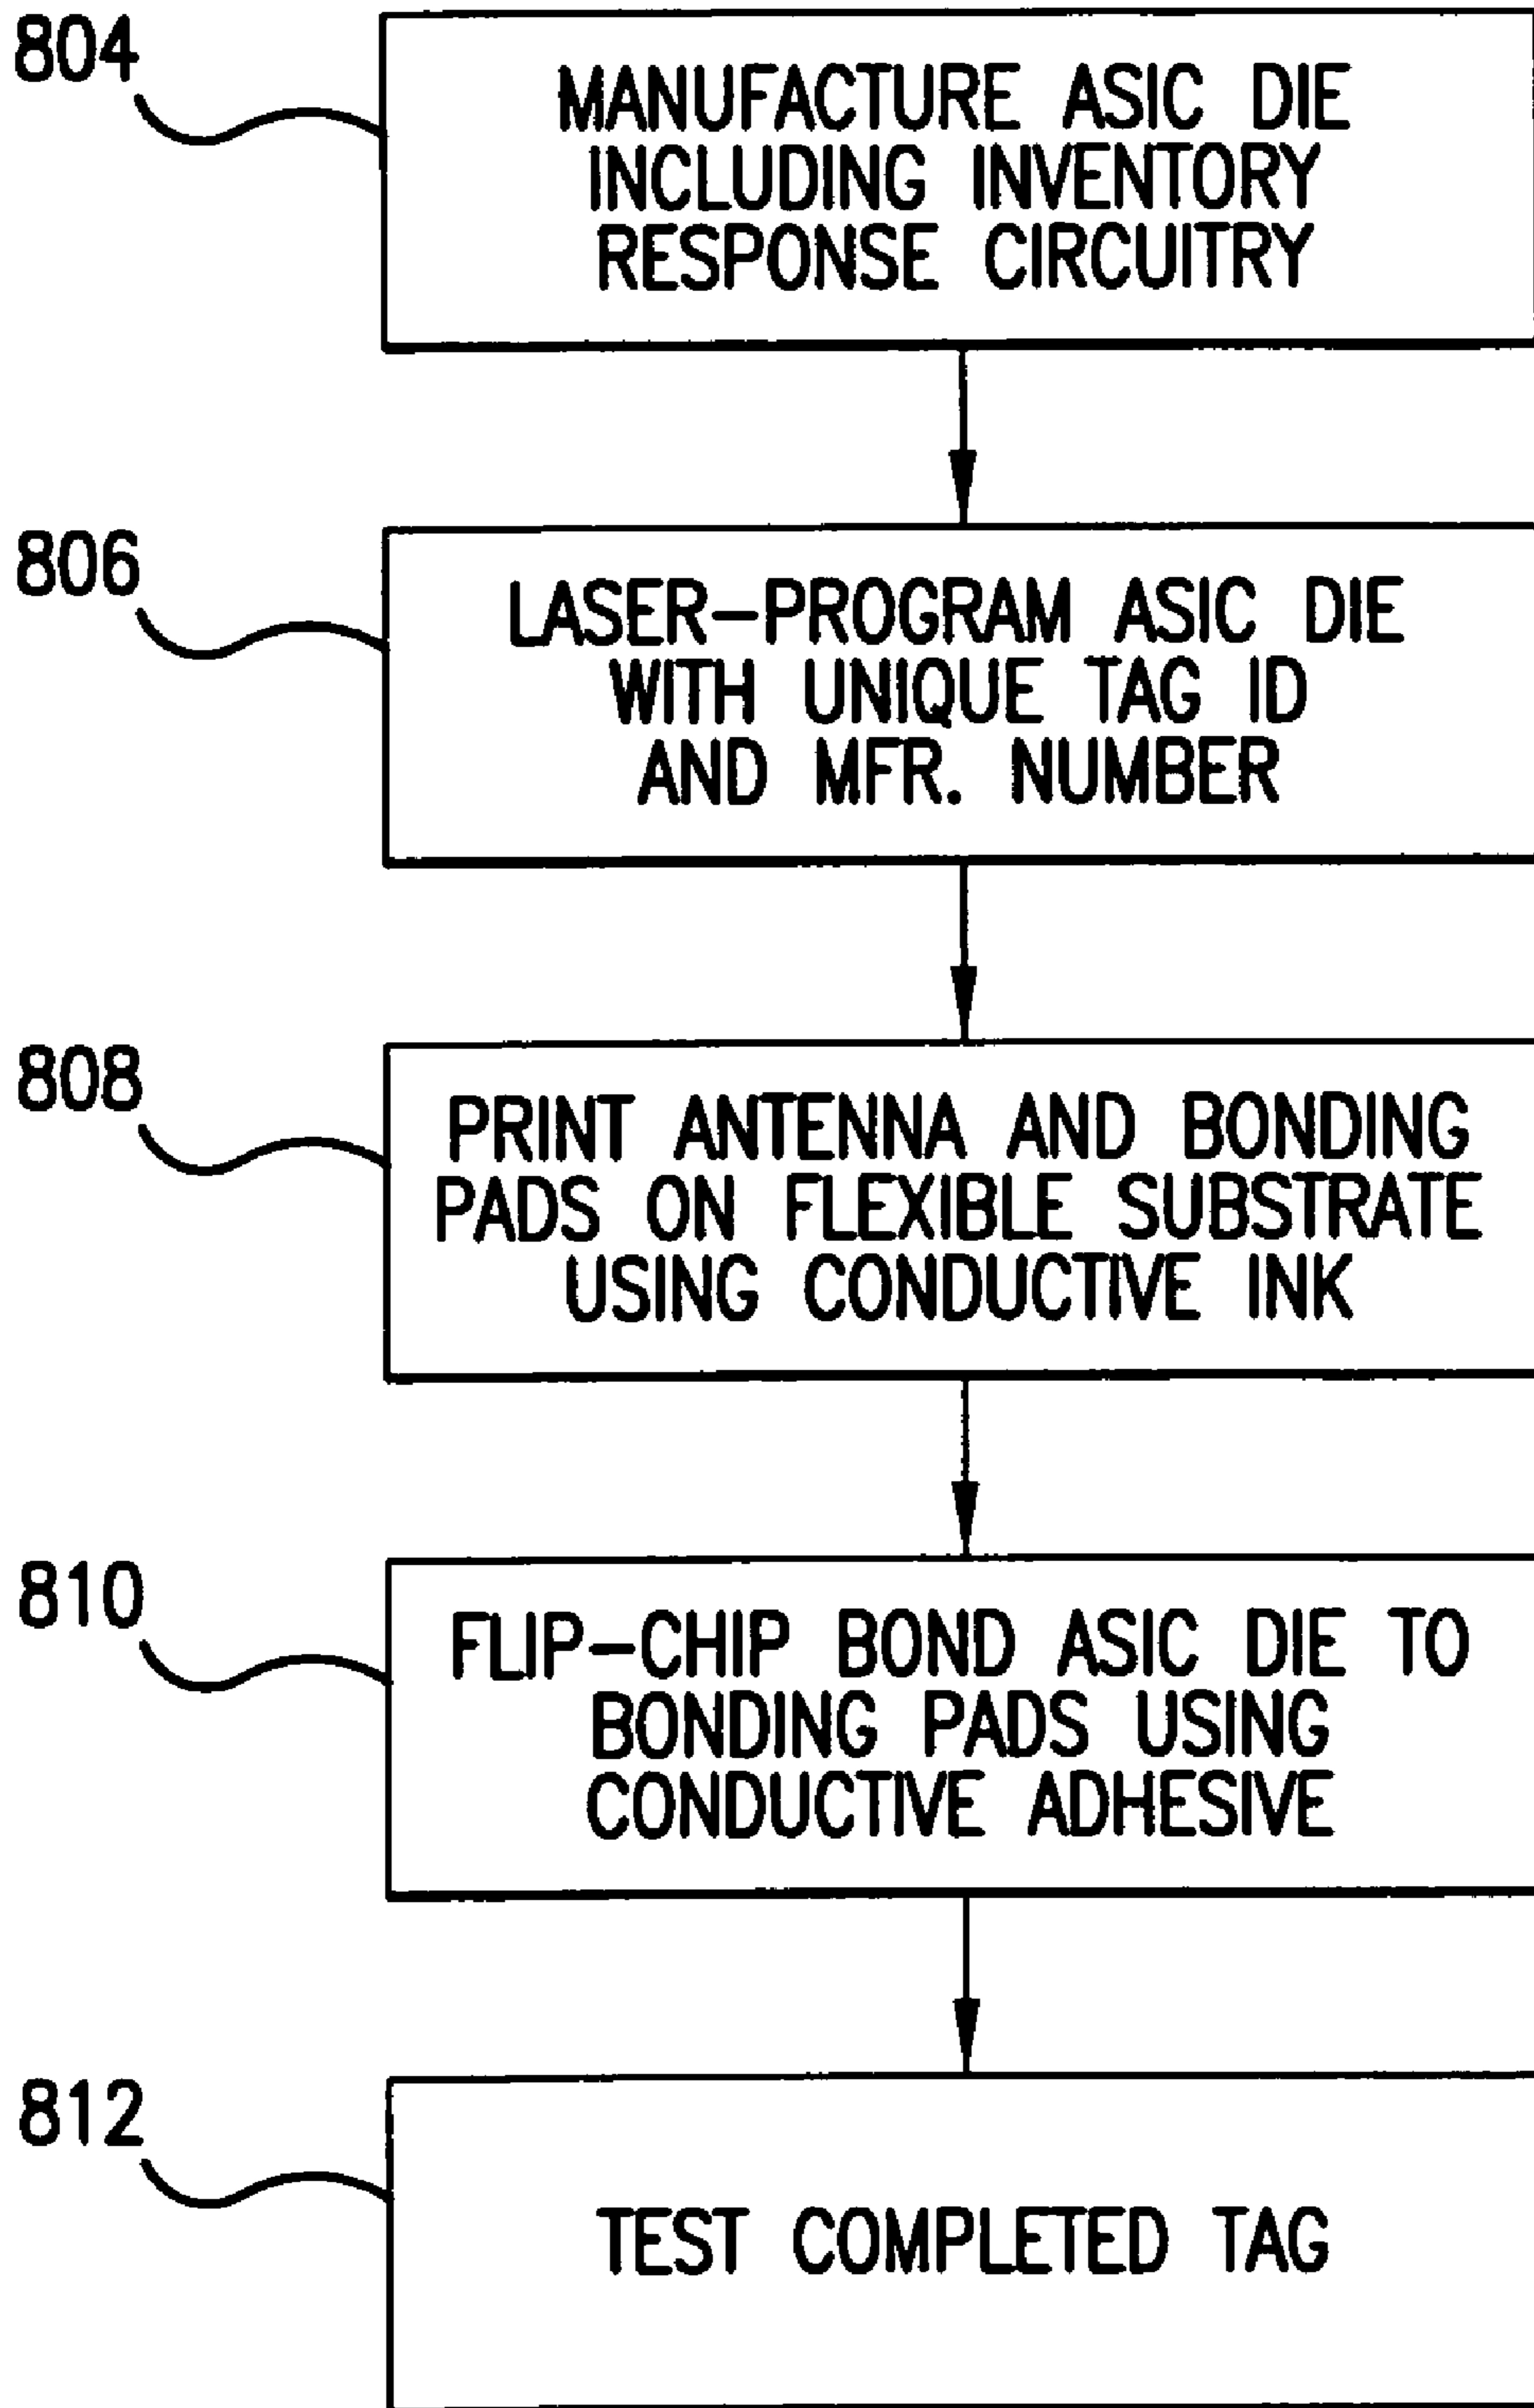 804
MANUFACTURE ASIC DIE
INCLUDING INVENTORY
RESPONSE CIRCUITRY
806
LASER-PROGRAM ASIC DIE
WITH UNIQUE TAG ID
AND MFR. NUMBER
808
PRINT ANTENNA AND BONDING
PADS ON FLEXIBLE SUBSTRATE
USING CONDUCTIVE INK
810
FLIP-CHIP BOND ASIC DIE TO
BONDING PADS USING
CONDUCTIVE ADHESIVE
812
TEST COMPLETED TAG